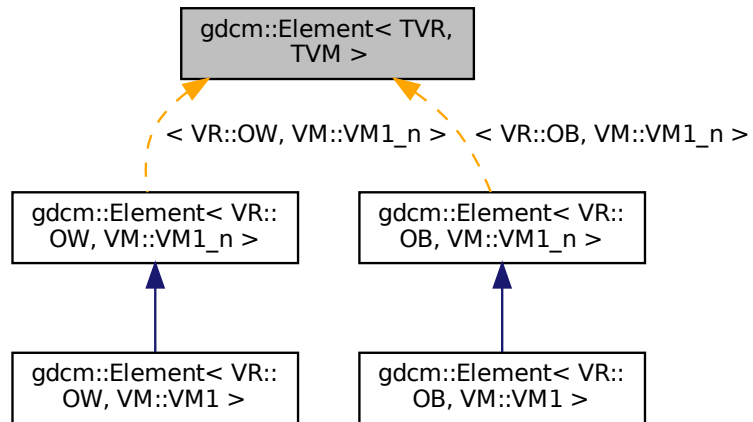 gdcm::Element< TVR,
TVM >
< VR::OW, VM::VM1_n >
< VR::OB, VM::VM1_n >
gdcm::Element< VR::
OW, VM::VM1_n >
gdcm::Element< VR::
OB, VM::VM1_n >
gdcm::Element< VR::
OW, VM::VM1 >
gdcm::Element< VR::
OB, VM::VM1 >